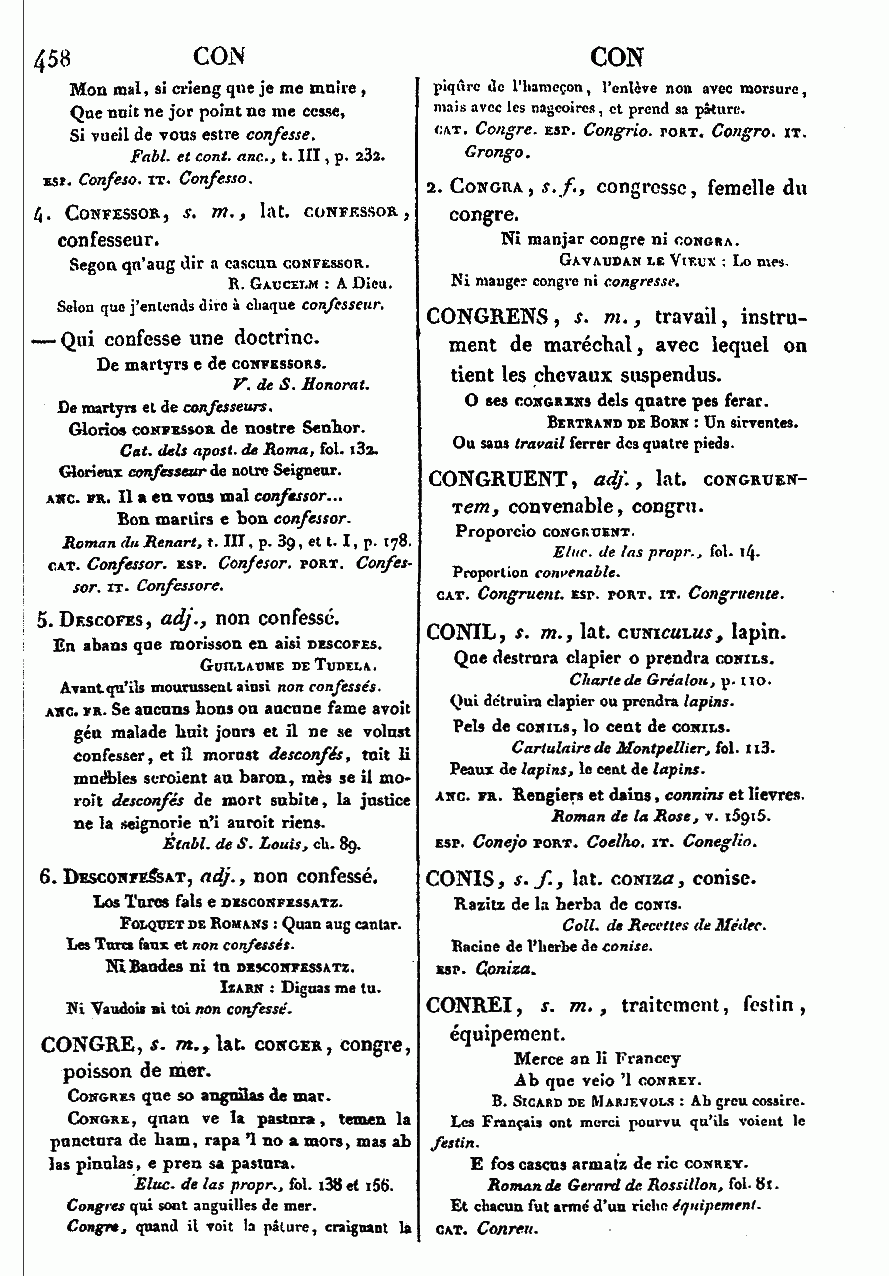 458 CON CON
Mon mal, si crieng que je me muire,
Que nuit ne jor point ne me cesse,
Si vueil de vous estre confesse.
Fabl. et cont. anc., t. III, p. 232.
ESP. Confeso. IT. Confesso.
4. CONFESSOR, s. m., lat. CONFESSOR,
confesseur.
Segon qu'aug dir a cascun CONFESSOR.
R. GAUCELM : A Dieu.
Selon que j'entends dire à chaque confesseur.
— Qui confesse une doctrine.
De martyrs e de CONFESSORS.
V. de S. Honorat.
De martyrs et de confesseurs.
Glorios CONFESSOR de nostre Senhor.
Cat. dels apost. de Roma, fol. 132.
Glorieux confesseur de notre Seigneur.
ANC. FR. Il a en vous mal confessor...
Bon martirs e bon confessor.
Roman du Renart, t. III, p. 39, et t. I, p. 178.
CAT. Confessor. ESP. Confesor. PORT. Confes-
sor. IT. Confessore.
5. DESCOFES, adj., non confessé.
En abans que morisson en aisi DESCOFES.
GUILLAUME DE TUDELA.
Avant qu'ils mourussent ainsi non confessés.
ANC. FR. Se aucuns hons ou aucune fame avoit
géu malade huit jours et il ne se volust
confesser, et il morust desconfés, tuit li
muébles seroient au baron, mès se il mo-
roit desconfés de mort subite, la justice
ne la seignorie n'i auroit riens.
Établ. de S. Louis, ch. 89.
6. DESCONFESSAT, adj., non confessé.
Los Turcs fals e DESCONFESSATZ.
FOLQUET DE ROMANS : Quan aug cantar.
Les Turcs faux et non confessés.
Ni Baudes ni tu DESCONFESSATZ.
IZARN : Diguas me tu.
Ni Vaudois ni toi non confessé.
CONGRE, s. m., lat. CONGER, congre,
poisson de mer.
CONGRES que so anguilas de mar.
CONGRE, quan ve la pastura, temen la
punctura de ham, rapa 'l no a mors, mas ab
las pinulas, e pren sa pastura.
Eluc. de las propr., fol. 138 et 156.
Congres qui sont anguilles de mer.
Congre, quand il voit la pâture, craignant la
piqûre de l'hameçon, l'enlève non avec morsure,
mais avec les nageoires, et prend sa pâture.
CAT. Congre. ESP. Congrio. PORT. Congro. IT.
Grongo.
2. CONGRA, s. f., congresse, femelle du
congre.
Ni manjar congre ni CONGRA.
GAVAUDAN LE VIEUX : Lo mes.
Ni manger congre ni congresse.
CONGRENS, s. m., travail, instru-
ment de maréchal, avec lequel on
tient les chevaux suspendus.
O ses CONGRENS dels quatre pes ferar.
BERTRAND DE BORN : Un sirventes.
Ou sans travail ferrer des quatre pieds.
CONGRUENT, adj., lat. CONGRUEN-
TEM, convenable, congru.
Proporcio CONGRUENT.
Eluc. de las propr., fol. 14.
Proportion convenable.
CAT. Congruent. ESP. PORT. IT. Congruente.
CONIL, s. m., lat. CUNICULUS, lapin.
Que destrura clapier o prendra CONILS.
Charte de Gréalou, p. 110.
Qui détruira clapier ou prendra lapins.
Pels de CONILS, lo cent de CONILS.
Cartulaire de Montpellier, fol. 113.
Peaux de lapins, le cent de lapins.
ANC. FR. Rengiers et dains, connins et lievres.
Roman de la Rose, v. 15915.
ESP. Conejo PORT. Coelho. IT. Coneglio.
CONIS, s. f., lat. CONIZA, conise.
Razitz de la herba de CONIS.
Coll. de Recettes de Médec.
Racine de l'herbe de conise.
ESP. Coniza.
CONREI, s. m., traitement, festin,
équipement.
Merce an li Francey
Ab que veio 'l CONREY.
B. SICARD DE MARJEVOLS : Ab greu cossire.
Les Français ont merci pourvu qu'ils voient le
festin.
E fos cascus armatz de ric CONREY.
Roman de Gerard de Rossillon, fol. 81.
Et chacun fut armé d'un riche équipement.
CAT. Conreu.